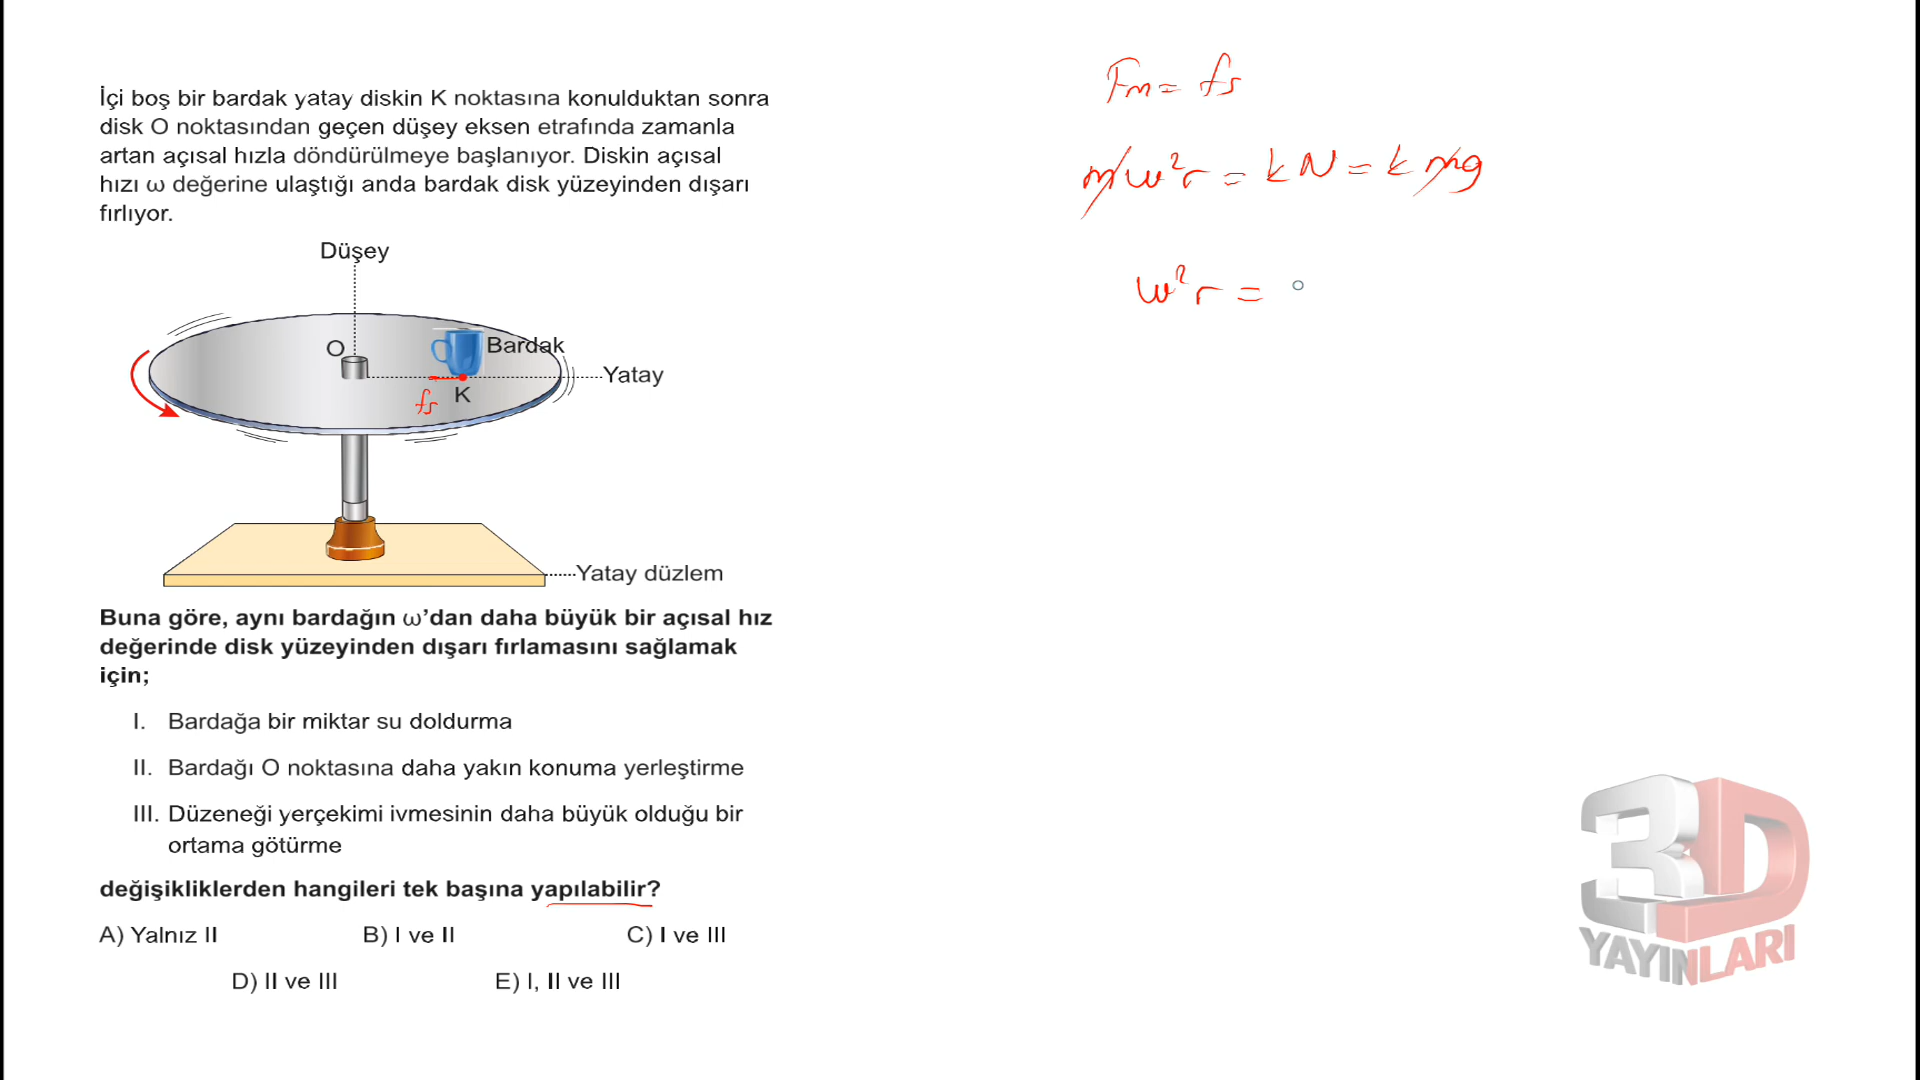 İçi boş bir bardak yatay diskin K noktasına konulduktan sonra
disk O noktasından geçen düşey eksen etrafında zamanla
artan açısal hızla döndürülmeye başlanıyor. Diskin açısal
hızı ω değerine ulaştığı anda bardak disk yüzeyinden dışarı
fırlıyor.
Düşey
O
Bardak
Yatay
fs
K
Yatay düzlem
Buna göre, aynı bardağın ω’dan daha büyük bir açısal hız
değerinde disk yüzeyinden dışarı fırlamasını sağlamak
için;
I. Bardağa bir miktar su doldurma
II. Bardağı O noktasına daha yakın konuma yerleştirme
III. Düzeneği yerçekimi ivmesinin daha büyük olduğu bir
ortama götürme
değişikliklerden hangileri tek başına yapılabilir?
A) Yalnız II B) I ve II C) I ve III
D) II ve III E) I, II ve III
Fm = fs
mw²r = kN = kmg
w²r =
3D
YAYINLARI